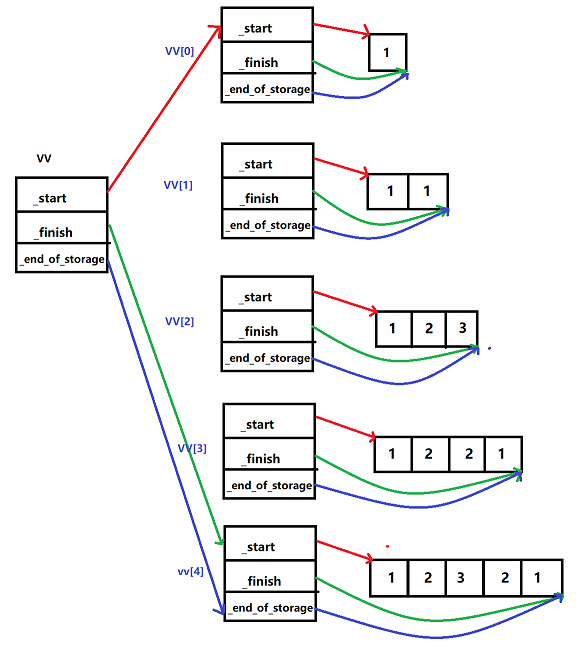 VV[0]
_start
_finish
_end_of_storage
1
VV
_start
_finish
_end_of_storage
VV[1]
_start
_finish
_end_of_storage
1 1
VV[2]
_start
_finish
_end_of_storage
1 2 3
VV[3]
_start
_finish
_end_of_storage
1 2 2 1
vv[4]
_start
_finish
_end_of_storage
1 2 3 2 1